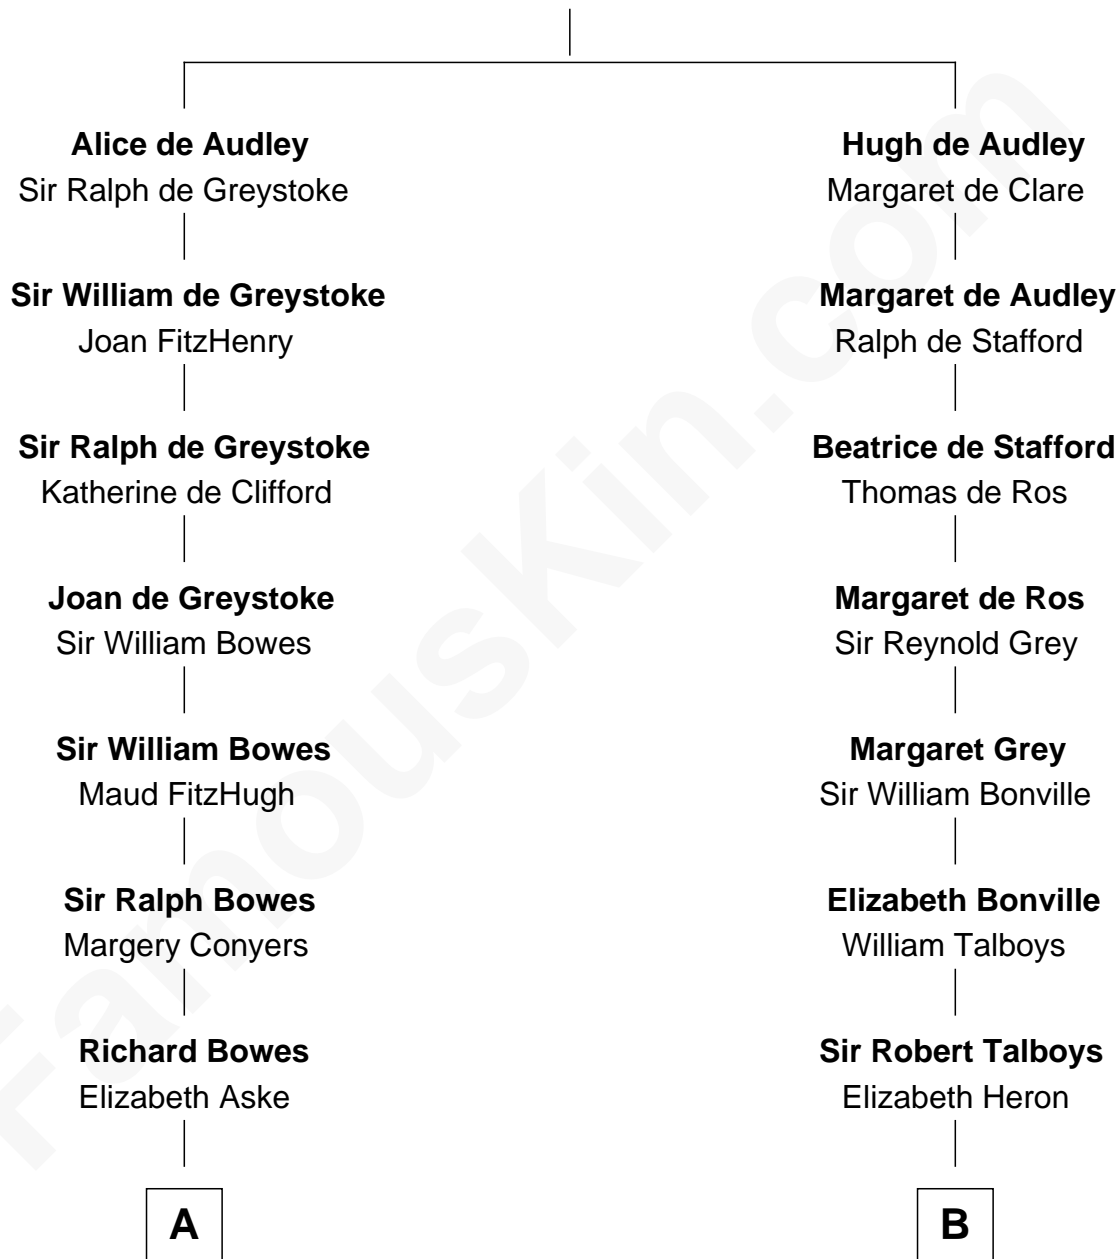 Alice de Audley
Sir Ralph de Greystoke
Sir William de Greystoke
Joan FitzHenry
Sir Ralph de Greystoke
Katherine de Clifford
Joan de Greystoke
Sir William Bowes
Sir William Bowes
Maud FitzHugh
Sir Ralph Bowes
Margery Conyers
Richard Bowes
Elizabeth Aske
A
Hugh de Audley
Margaret de Clare
Margaret de Audley
Ralph de Stafford
Beatrice de Stafford
Thomas de Ros
Margaret de Ros
Sir Reynold Grey
Margaret Grey
Sir William Bonville
Elizabeth Bonville
William Talboys
Sir Robert Talboys
Elizabeth Heron
B
FamousKin.com